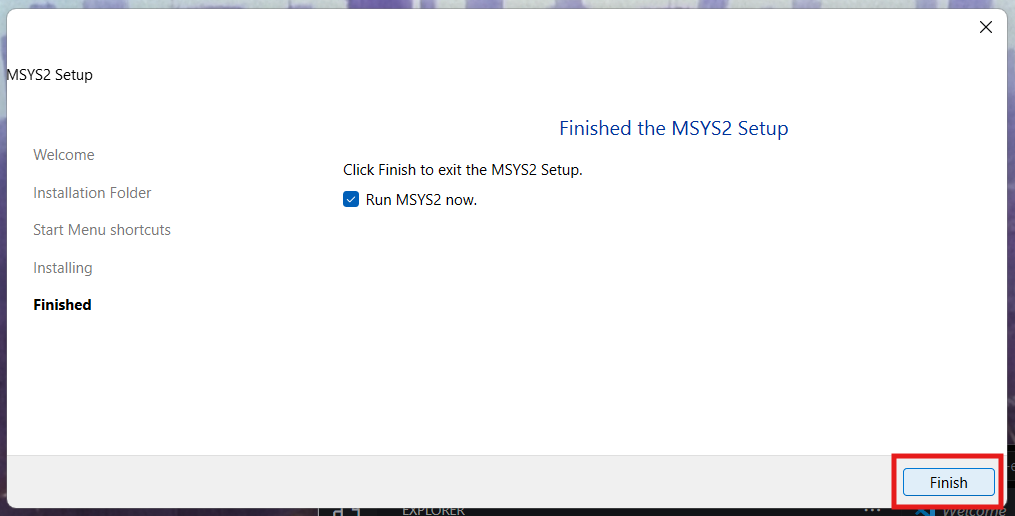 MSYS2 Setup
Finished the MSYS2 Setup
Welcome
Installation Folder
Start Menu shortcuts
Installing
Finished
Click Finish to exit the MSYS2 Setup.
Run MSYS2 now.
Finish
EXPLORER
Welcome